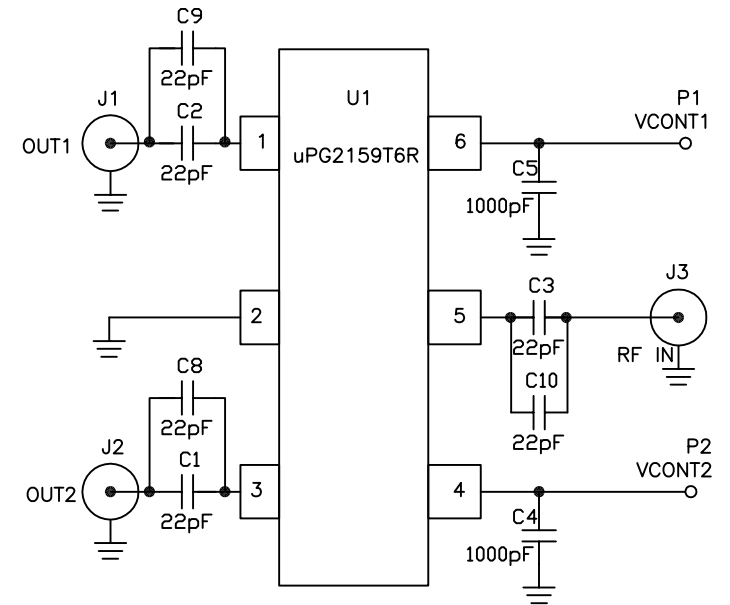 C9
22pF
J1
C2
OUT1
22pF
U1
uPG2159T6R
1
6
P1
VCONT1
C5
1000pF
J3
C3
2
5
22pF
RF IN
C8
C10
22pF
22pF
J2
C1
P2
VCONT2
OUT2
22pF
3
4
C4
1000pF